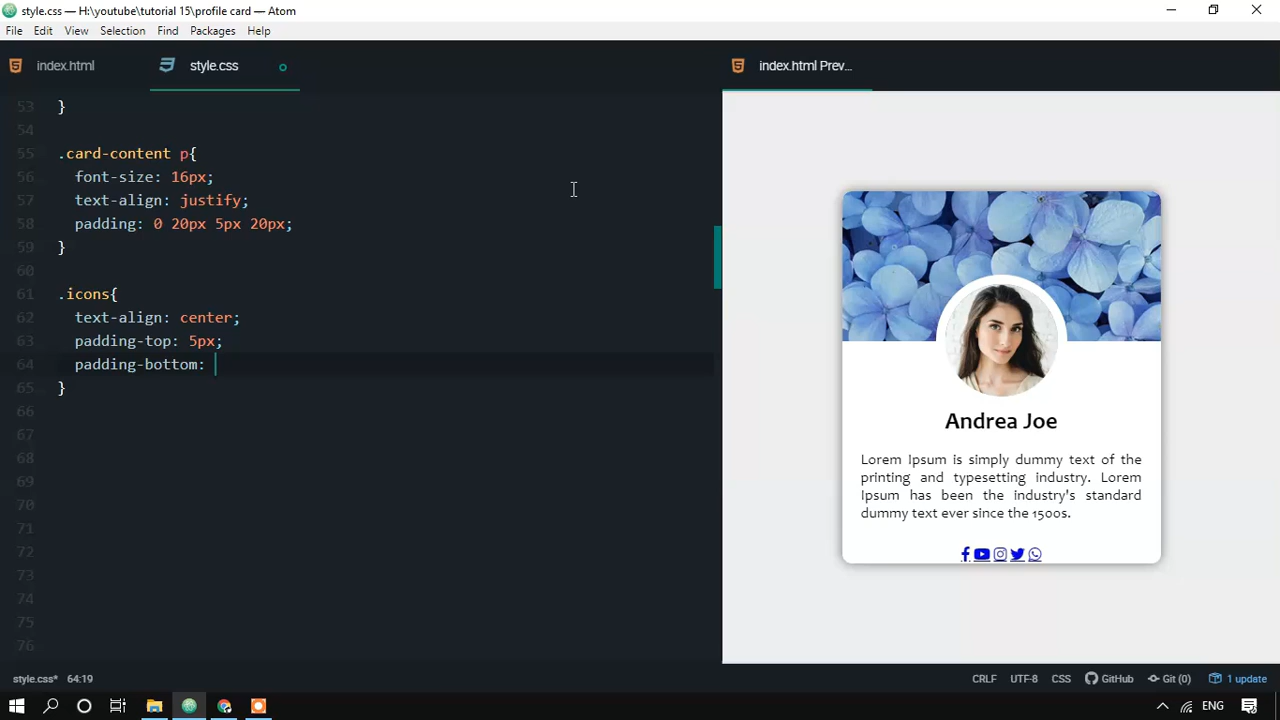 style.css — H:\youtube\tutorial 15\profile card — Atom
File Edit View Selection Find Packages Help
index.html style.css index.html Prev...
53 }
54
55 .card-content p{
56 font-size: 16px;
57 text-align: justify;
58 padding: 0 20px 5px 20px;
59 }
60
61 .icons{
62 text-align: center;
63 padding-top: 5px;
64 padding-bottom:
65 }
66
67
68
69
70
71
72
73
74
75
76
Andrea Joe
Lorem Ipsum is simply dummy text of the
printing and typesetting industry. Lorem
Ipsum has been the industry's standard
dummy text ever since the 1500s.
style.css* 64:19 CRLF UTF-8 CSS GitHub Git (0) 1 update
ENG